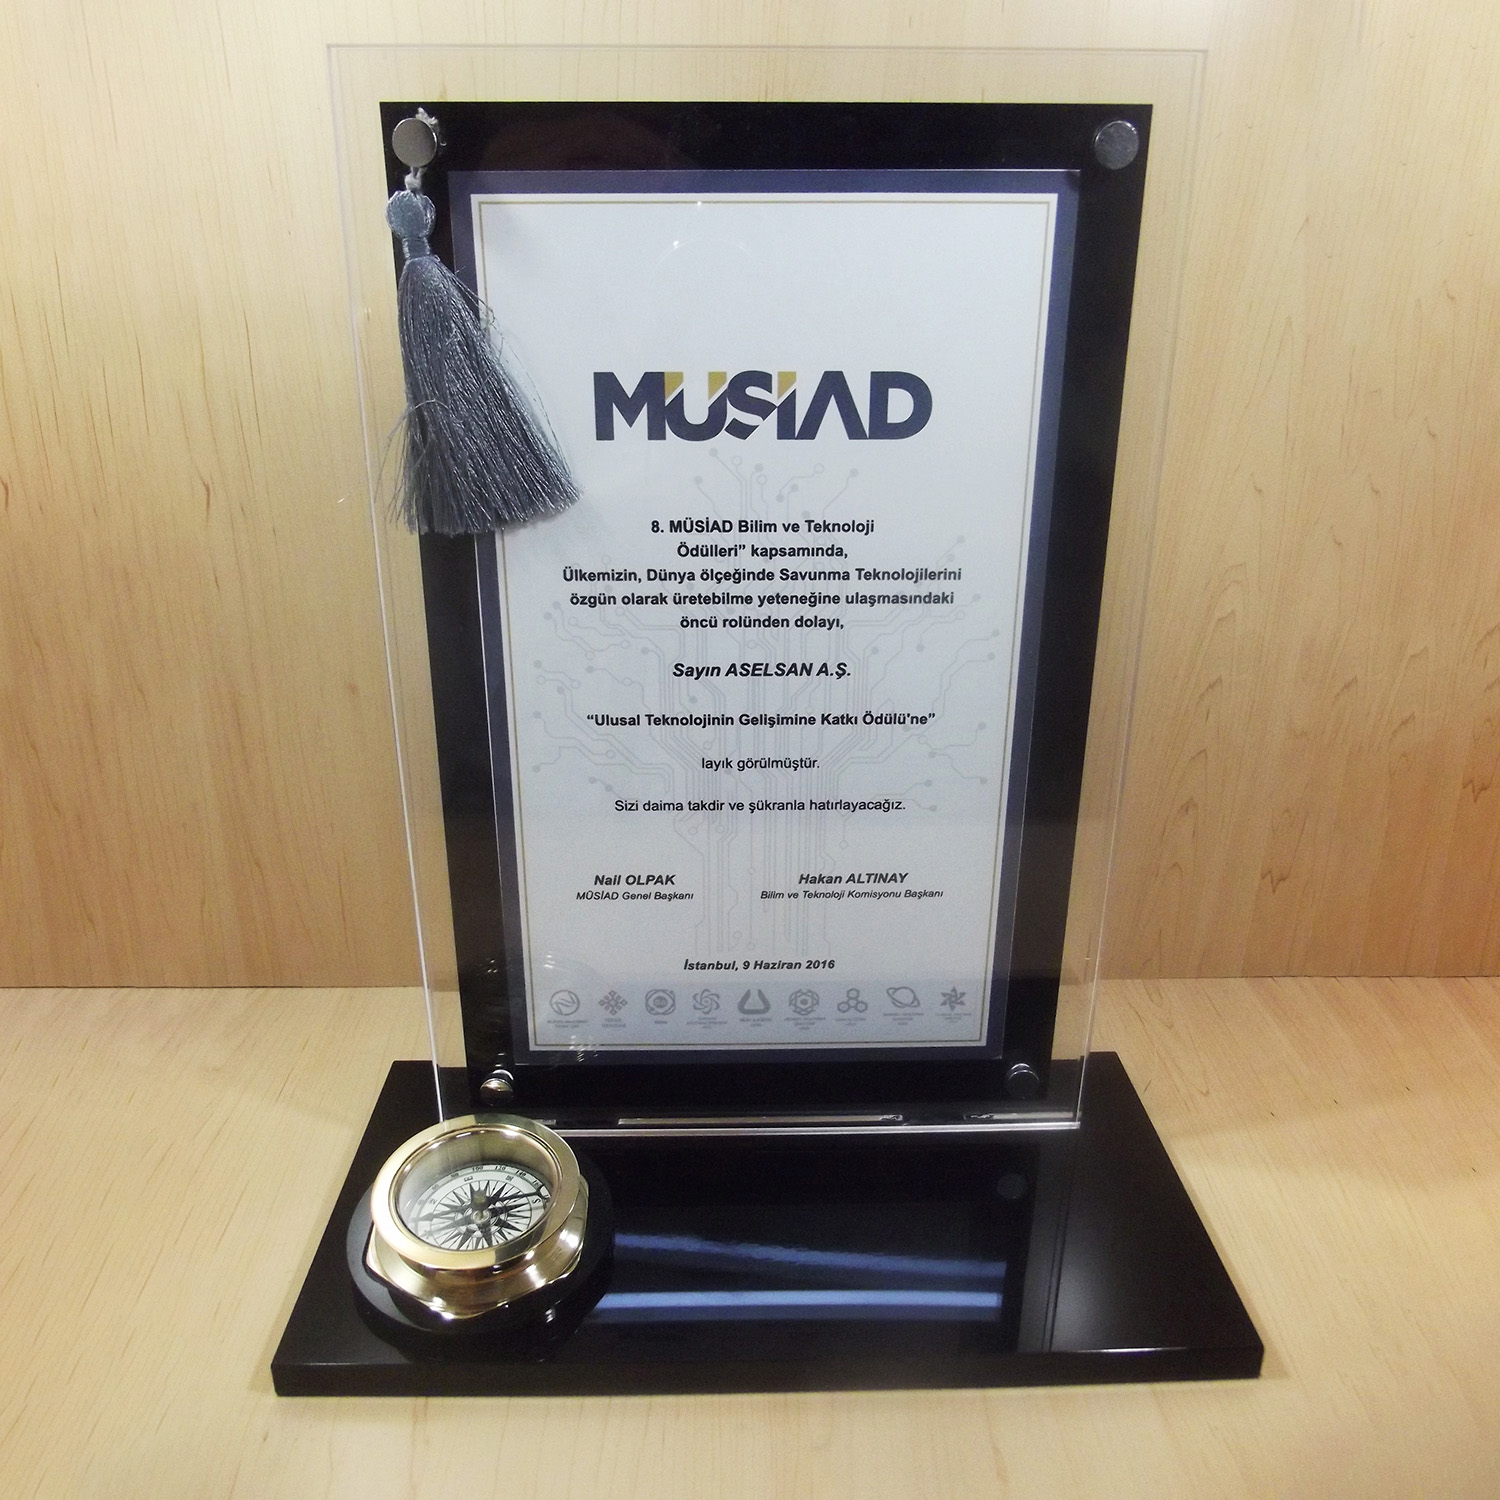 MÜSİAD
8. MÜSİAD Bilim ve Teknoloji
Ödülleri” kapsamında,
Ülkemizin, Dünya ölçeğinde Savunma Teknolojilerini
özgün olarak üretebilme yeteneğine ulaşmasındaki
öncü rolünden dolayı,
Sayın ASELSAN A.Ş.
“Ulusal Teknolojinin Gelişimine Katkı Ödülü'ne”
layık görülmüştür.
Sizi daima takdir ve şükranla hatırlayacağız.
Nail OLPAK
MÜSİAD Genel Başkanı
Hakan ALTINAY
Bilim ve Teknoloji Komisyonu Başkanı
İstanbul, 9 Haziran 2016